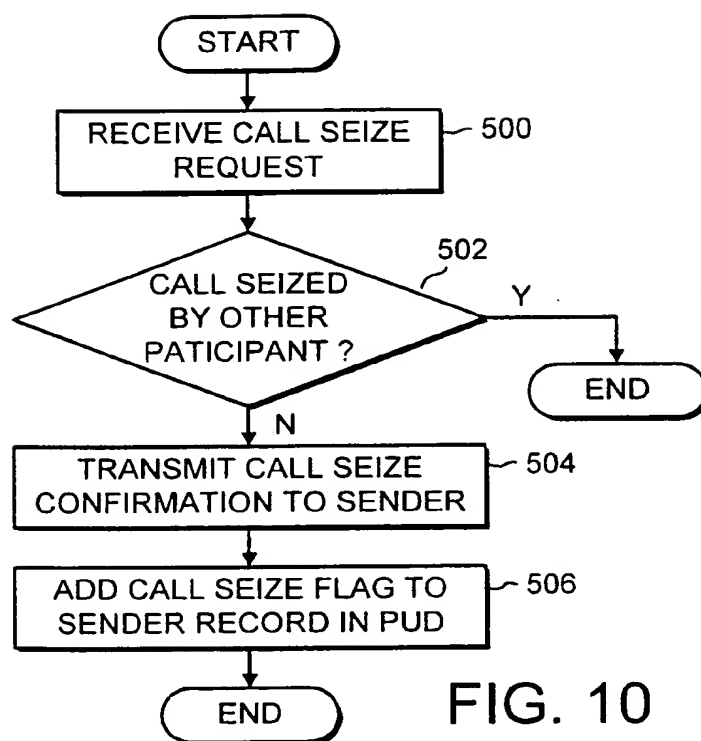 START
RECEIVE CALL SEIZE
REQUEST
500
502
CALL SEIZED
BY OTHER
PATICIPANT ?
Y
END
N
TRANSMIT CALL SEIZE
CONFIRMATION TO SENDER
504
ADD CALL SEIZE FLAG TO
SENDER RECORD IN PUD
506
END
FIG. 10